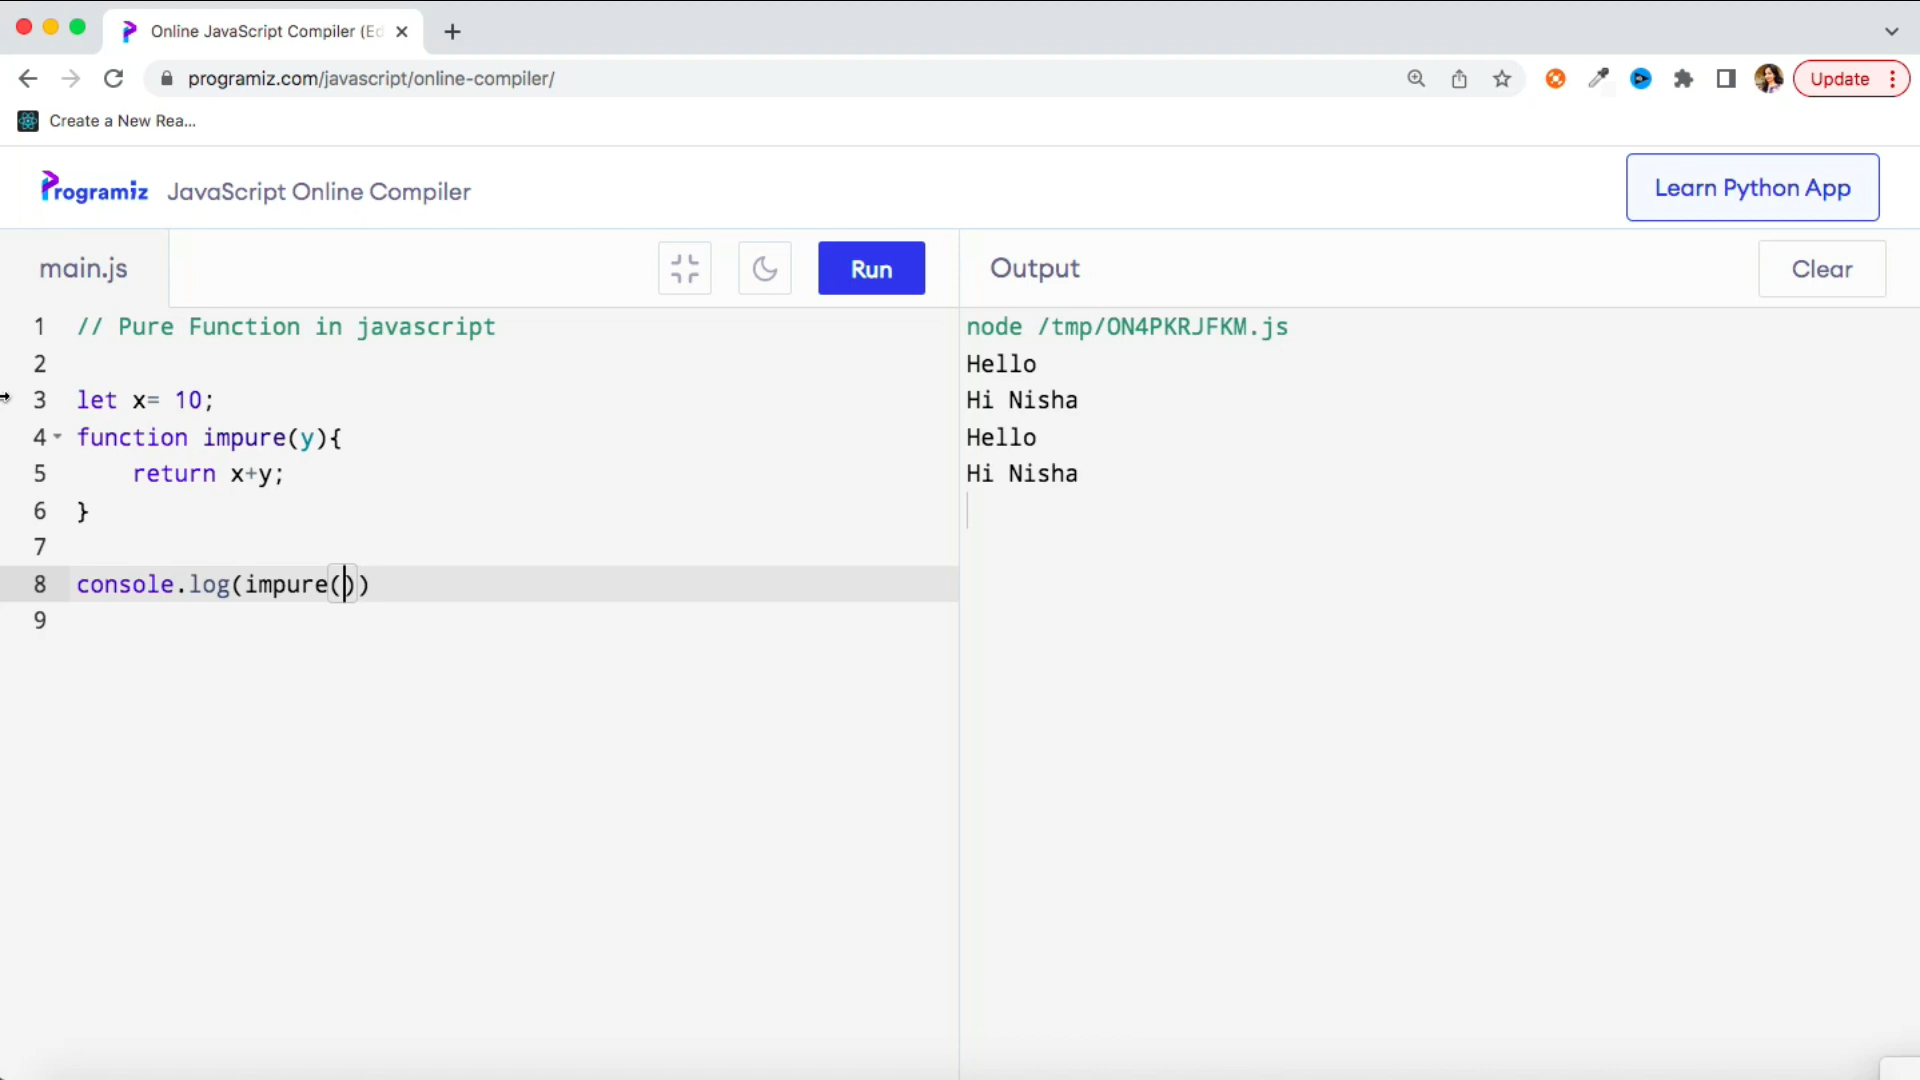 Online JavaScript Compiler (Ed
programiz.com/javascript/online-compiler/
Update
Create a New Rea...
Programiz JavaScript Online Compiler
Learn Python App
main.js
Run
Output
Clear
1 // Pure Function in javascript
2
3 let x= 10;
4 function impure(y){
5 return x+y;
6 }
7
8 console.log(impure())
9
node /tmp/ON4PKRJFKM.js
Hello
Hi Nisha
Hello
Hi Nisha